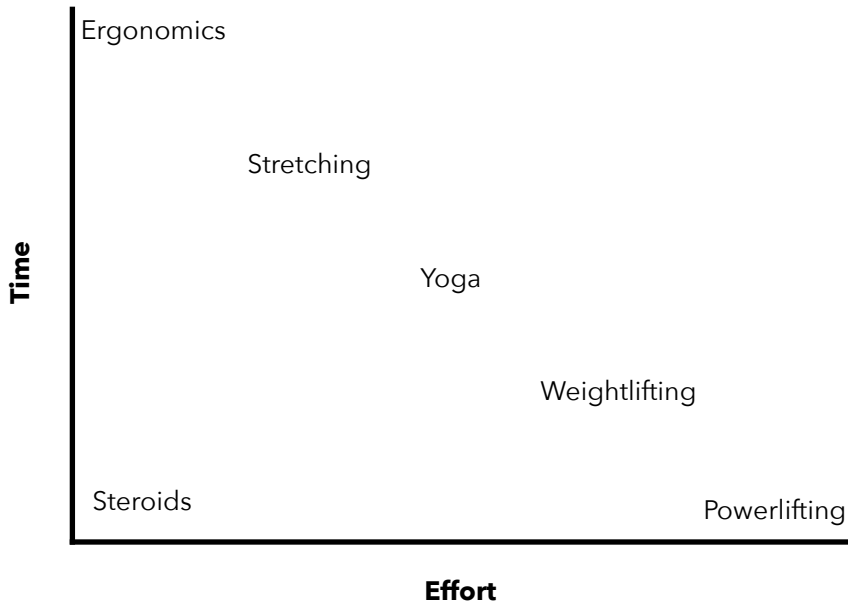 Ergonomics
Stretching
Time
Yoga
Weightlifting
Steroids
Powerlifting
Effort